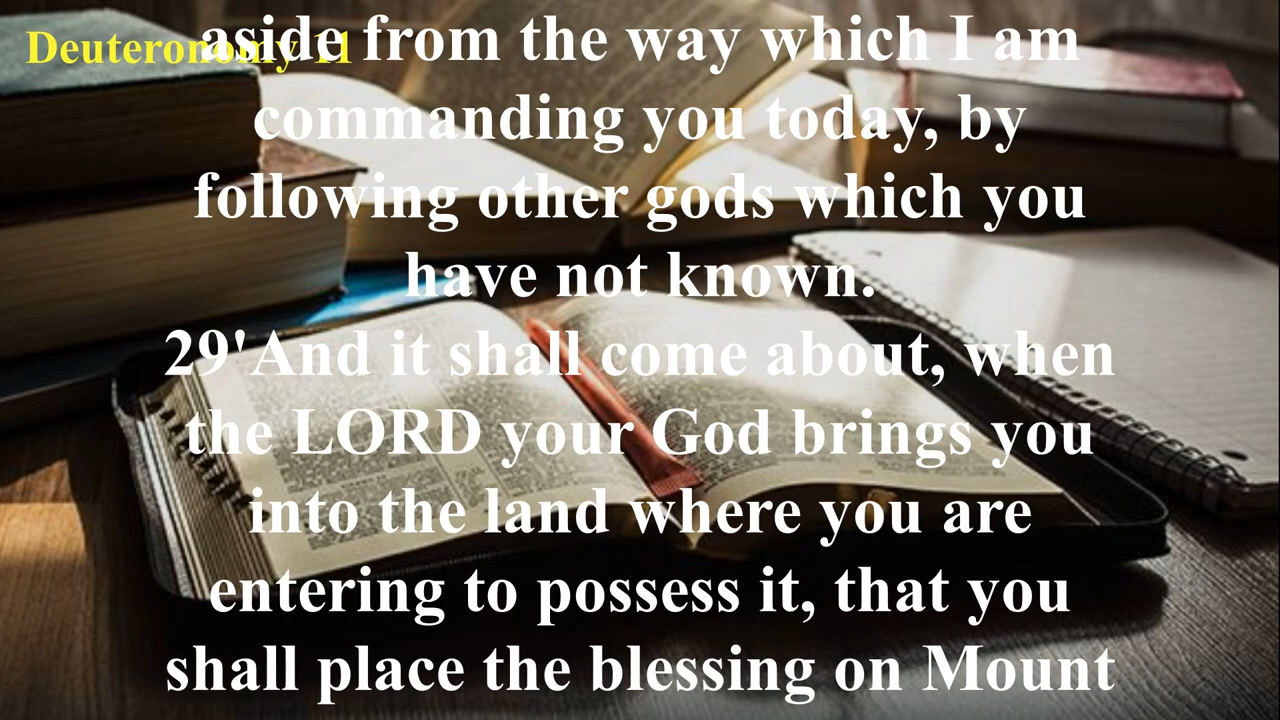 Deuteronomy 11
aside from the way which I am
commanding you today, by
following other gods which you
have not known.
29'And it shall come about, when
the LORD your God brings you
into the land where you are
entering to possess it, that you
shall place the blessing on Mount